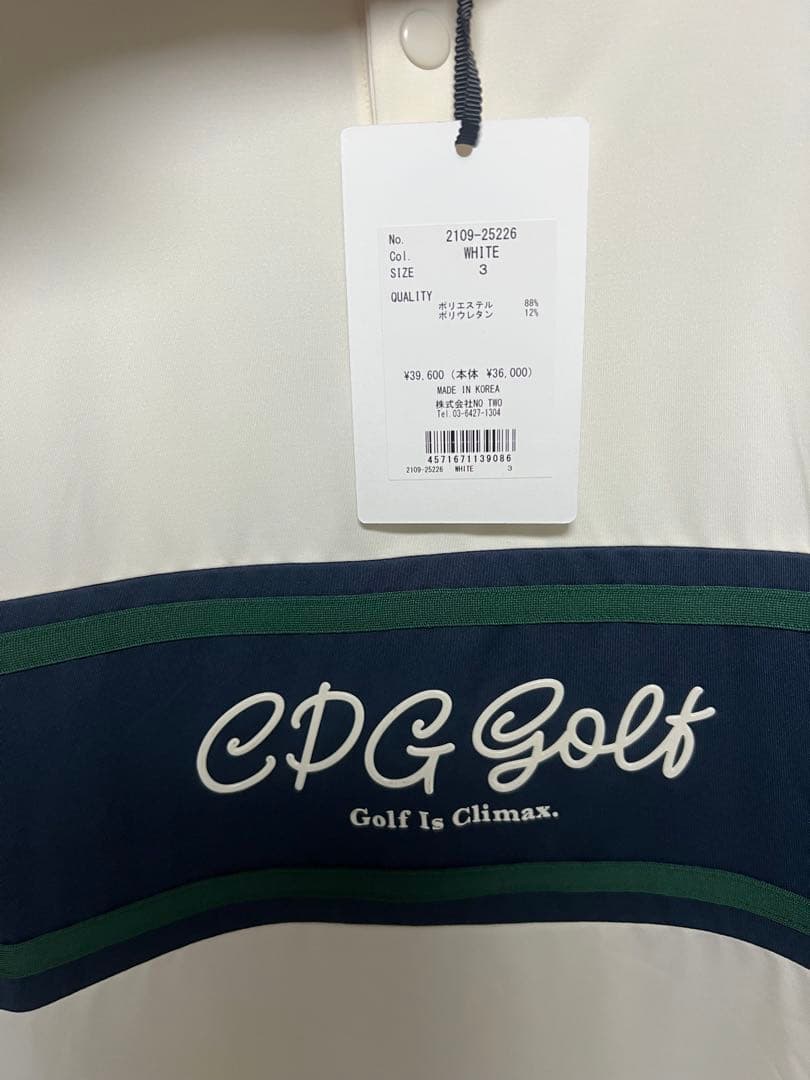 No. 2109-25226
Col. WHITE
SIZE 3
QUALITY
ポリエステル 88%
ポリウレタン 12%
¥39,600 (本体 ¥36,000)
MADE IN KOREA
株式会社NO TWO
Tel.03-6427-1304
4571671139086
2109-25226 WHITE 3
CPG Golf
Golf Is Climax.